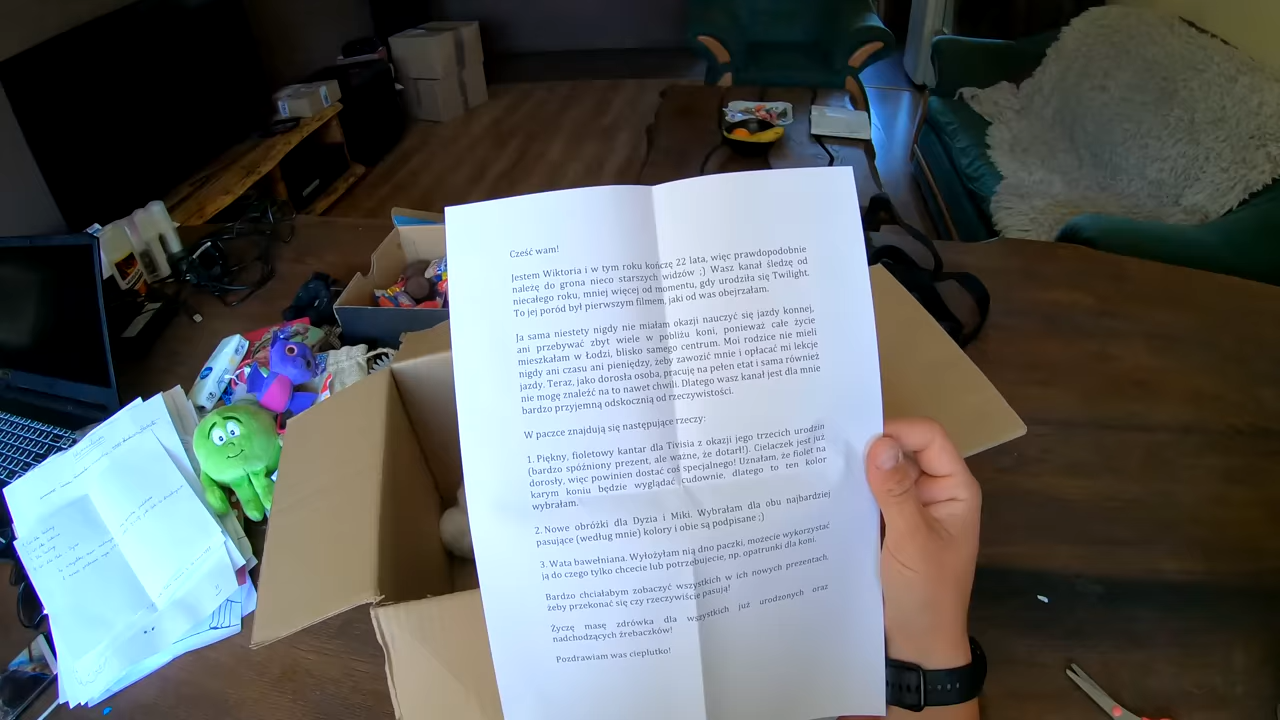 Cześć wam!
Jestem Wiktoria i w tym roku kończę 22 lata, więc prawdopodobnie
należę do grona nieco starszych widzów ;) Wasz kanał śledzę od
niecałego roku, mniej więcej od momentu, gdy urodziła się Twilight.
To jej poród był pierwszym filmem, jaki od was obejrzałam.
Ja sama niestety nigdy nie miałam okazji nauczyć się jazdy konnej,
ani przebywać zbyt wiele w pobliżu koni, ponieważ całe życie
mieszkałam w Łodzi, blisko samego centrum. Moi rodzice nie mieli
nigdy ani czasu ani pieniędzy, żeby zawozić mnie i opłacać mi lekcje
jazdy. Teraz, jako dorosła osoba, pracuję na pełen etat i sama również
nie mogę znaleźć na to nawet chwili. Dlatego wasz kanał jest dla mnie
bardzo przyjemną odskocznią od rzeczywistości.
W paczce znajdują się następujące rzeczy:
1. Piękny, fioletowy kantar dla Tivisia z okazji jego trzecich urodzin
(bardzo spóźniony prezent, ale ważne, że dotarł!). Cielaczek jest już
dorosły, więc powinien dostać coś specjalnego! Uznałam, że fiolet na
karym koniu będzie wyglądać cudownie, dlatego to ten kolor
wybrałam.
2. Nowe obróżki dla Dyzia i Miki. Wybrałam dla obu najbardziej
pasujące (według mnie) kolory i obie są podpisane ;)
3. Wata bawełniana. Wyłożyłam nią dno paczki, możecie wykorzystać
ją do czego tylko chcecie lub potrzebujecie, np. opatrunki dla koni.
Bardzo chciałabym zobaczyć wszystkich w ich nowych prezentach,
żeby przekonać się czy rzeczywiście pasują!
Życzę masę zdrówka dla wszystkich już urodzonych oraz
nadchodzących źrebaczków!
Pozdrawiam was cieplutko!